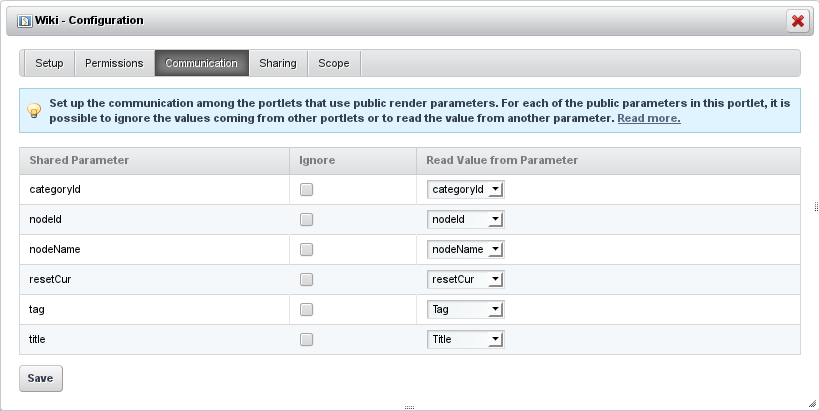 Wiki - Configuration
Setup Permissions Communication Sharing Scope
Set up the communication among the portlets that use public render parameters. For each of the public parameters in this portlet, it is
possible to ignore the values coming from other portlets or to read the value from another parameter. Read more.
Shared Parameter Ignore Read Value from Parameter
categoryId categoryId
nodeId nodeId
nodeName nodeName
resetCur resetCur
tag Tag
title Title
Save